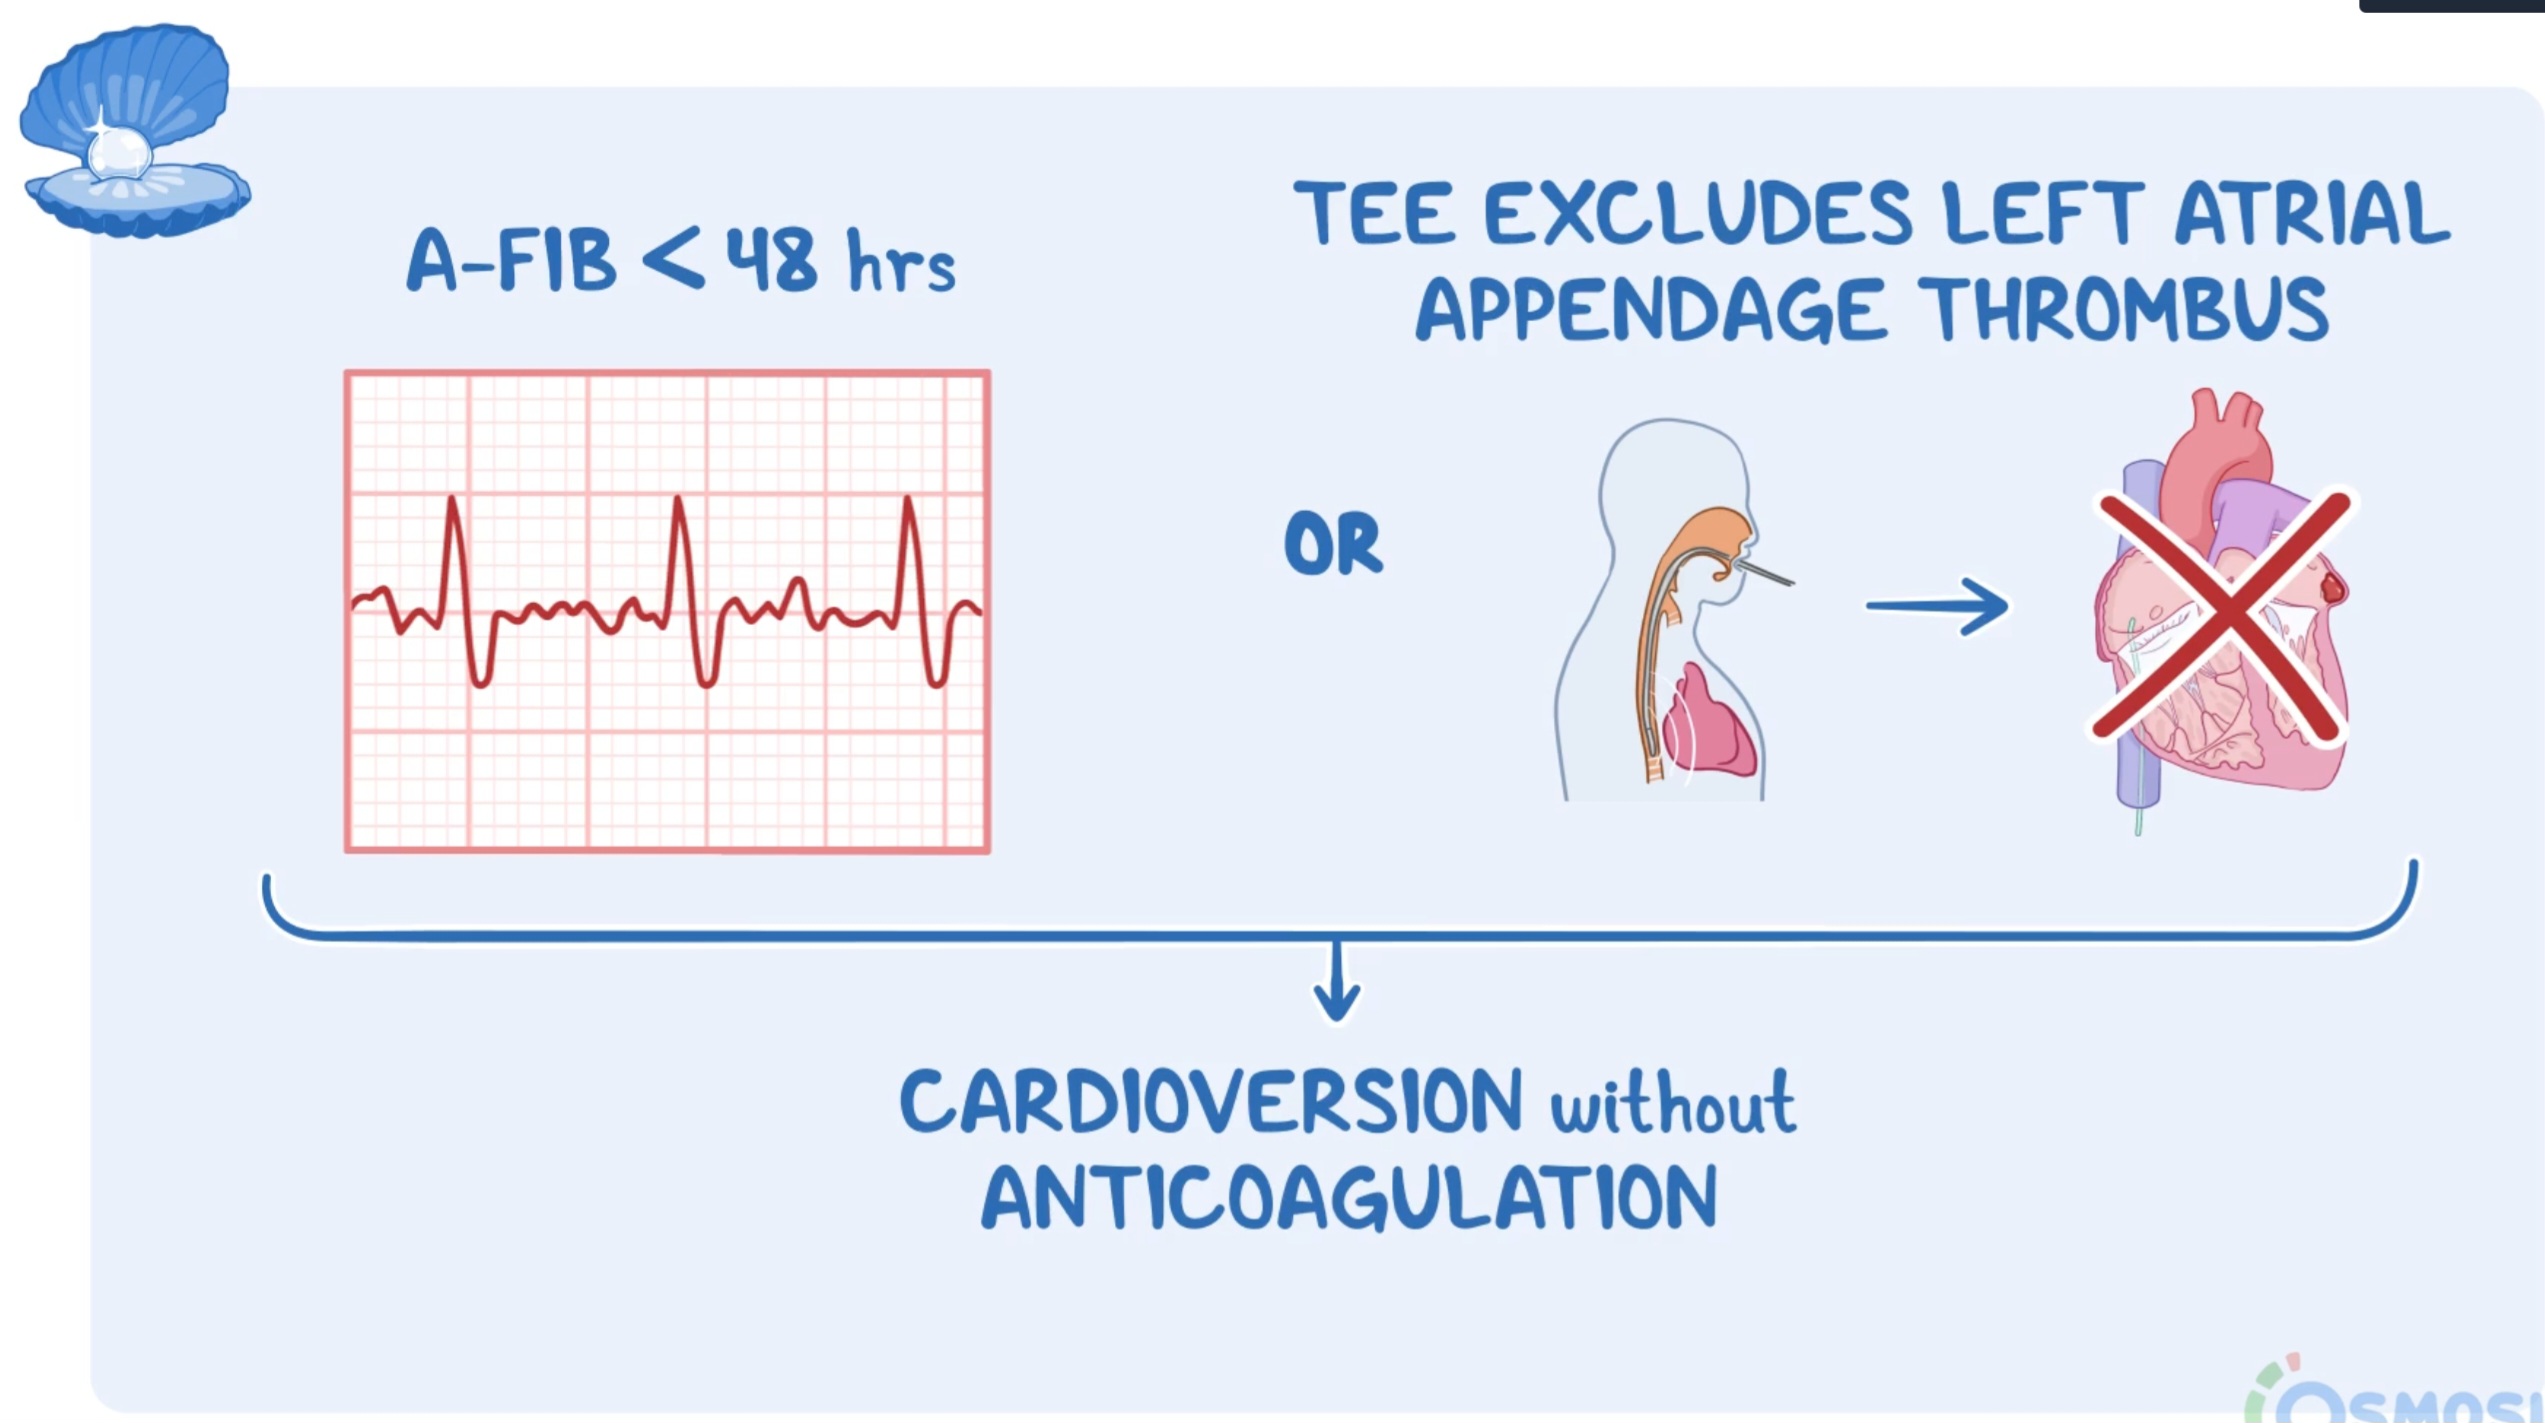 A-FIB < 48 hrs
OR
TEE EXCLUDES LEFT ATRIAL
APPENDAGE THROMBUS
CARDIOVERSION without
ANTICOAGULATION